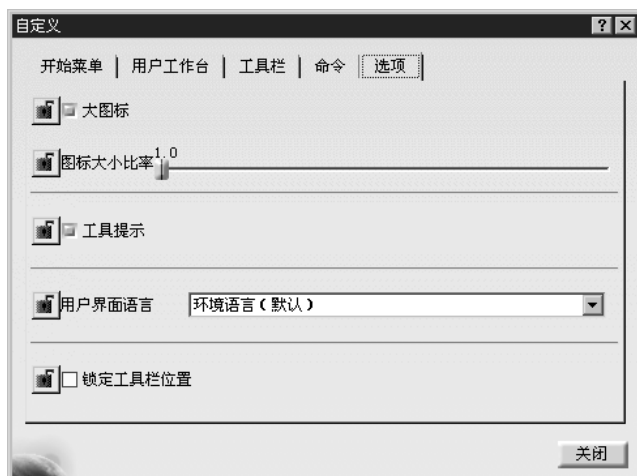 自定义
开始菜单 用户工作台 工具栏 命令 选项
大图标
图标大小比率 1.0
工具提示
用户界面语言 环境语言(默认)
锁定工具栏位置
关闭